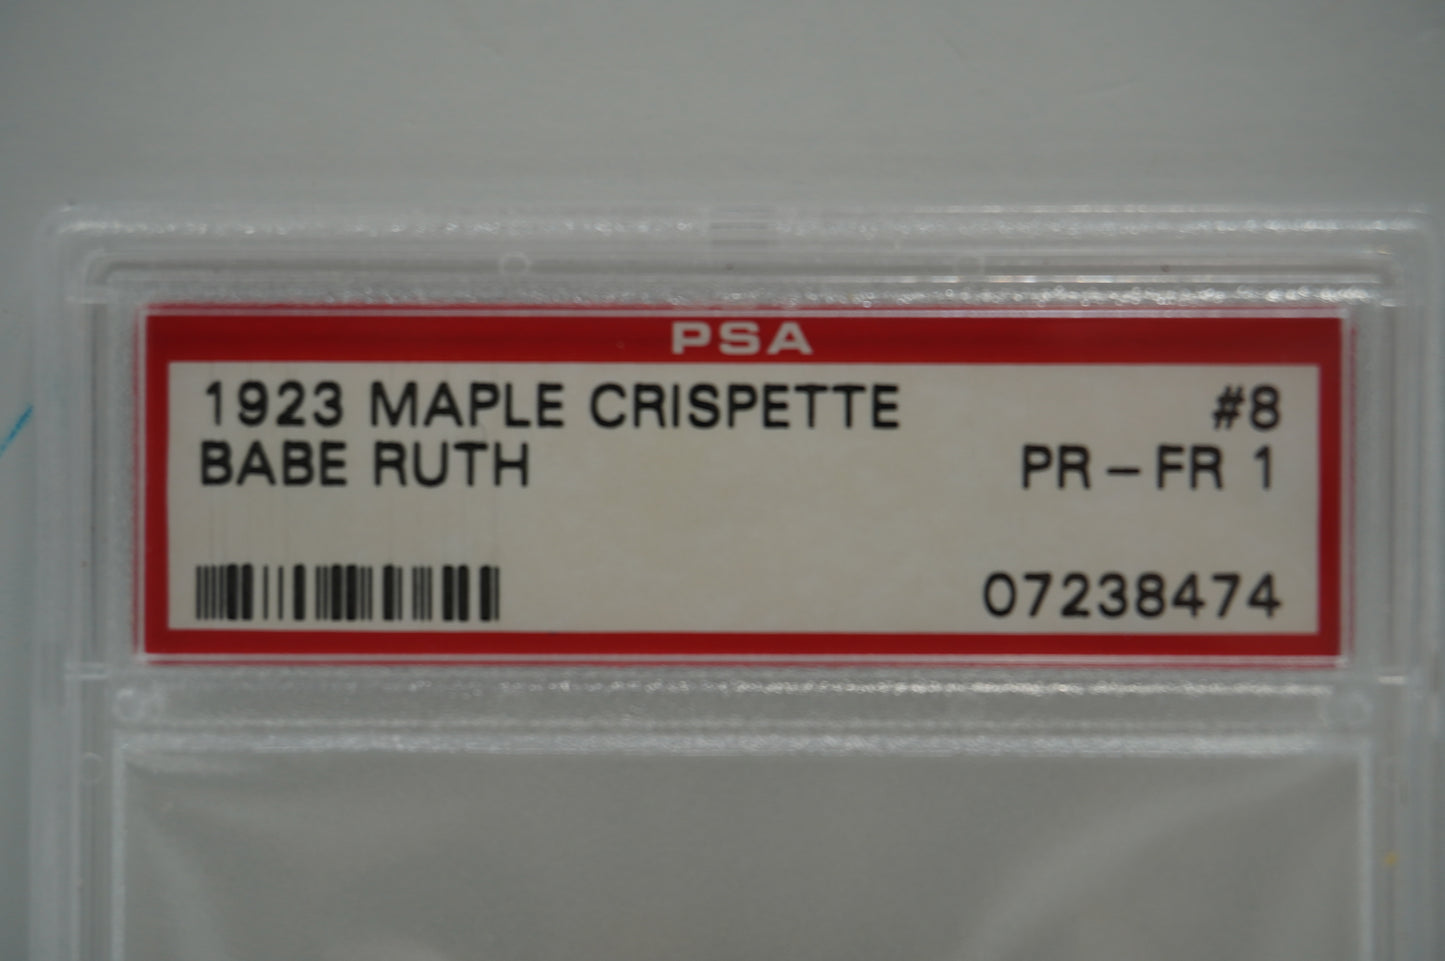 PSA
1923 MAPLE CRISPETTE #8
BABE RUTH PR - FR 1
07238474